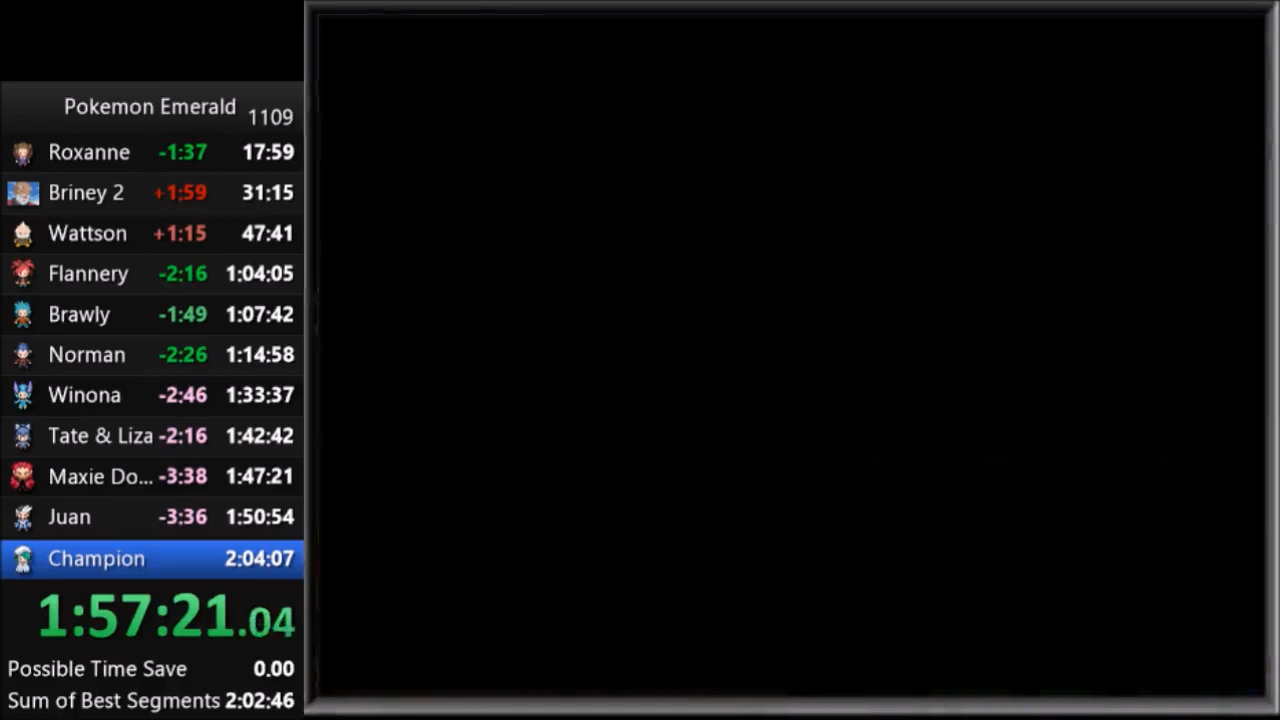 Pokemon Emerald 1109
Roxanne -1:37 17:59
Briney 2 +1:59 31:15
Wattson +1:15 47:41
Flannery -2:16 1:04:05
Brawly -1:49 1:07:42
Norman -2:26 1:14:58
Winona -2:46 1:33:37
Tate & Liza -2:16 1:42:42
Maxie Do... -3:38 1:47:21
Juan -3:36 1:50:54
Champion 2:04:07
1:57:21.04
Possible Time Save 0.00
Sum of Best Segments 2:02:46